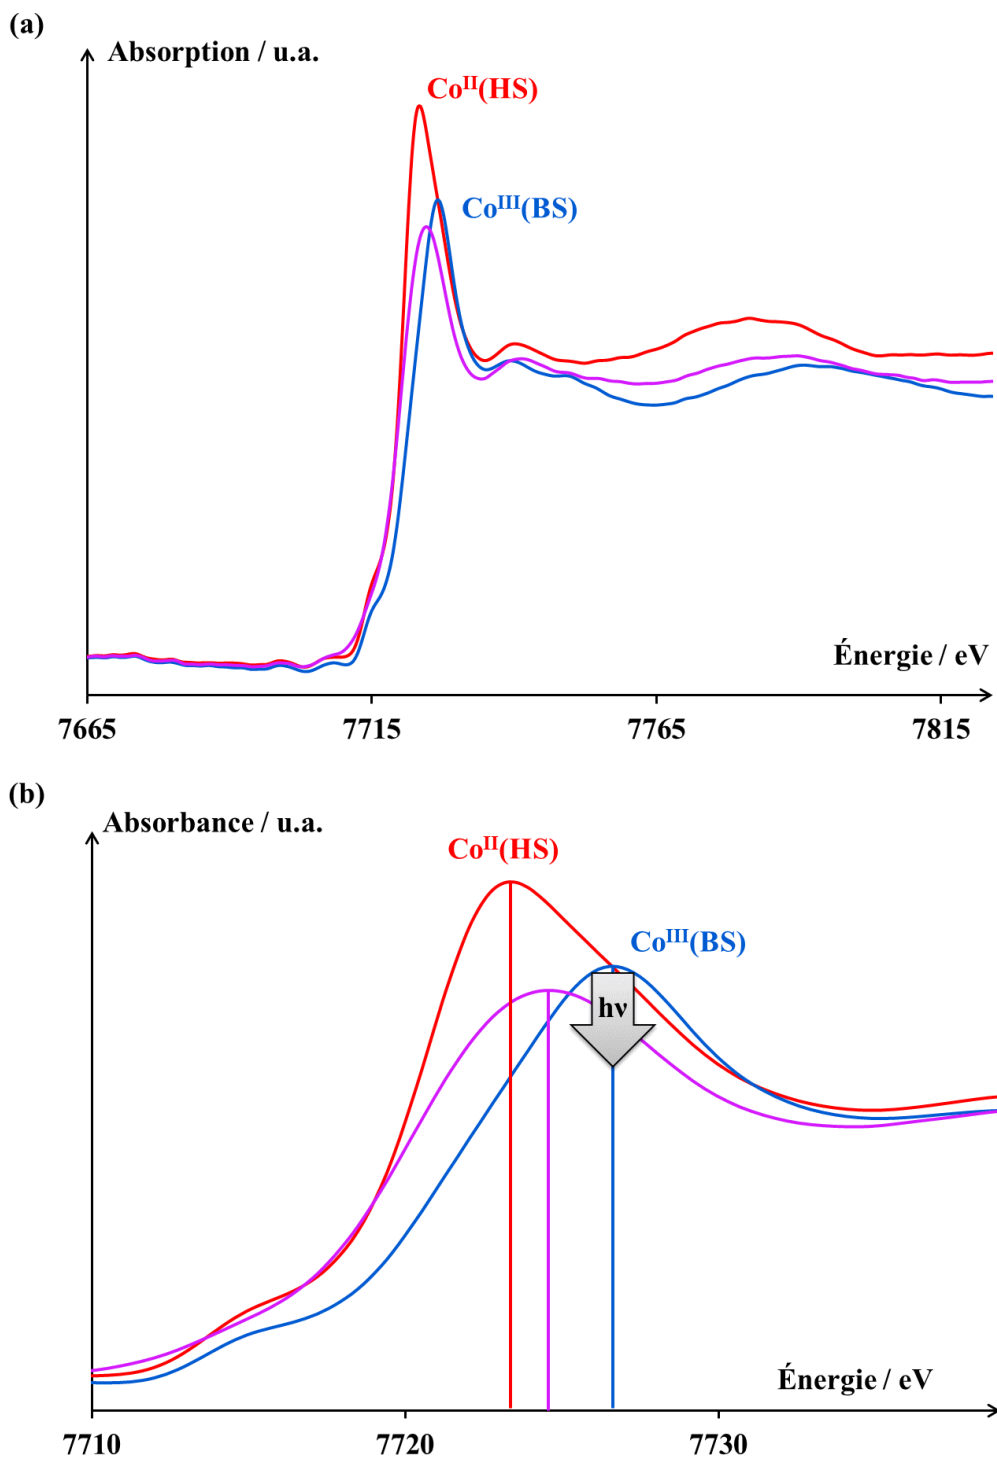 (a)
Absorption / u.a.
Co^II(HS)
Co^III(BS)
Énergie / eV
7665 7715 7765 7815
(b)
Absorbance / u.a.
Co^II(HS)
Co^III(BS)
hν
Énergie / eV
7710 7720 7730